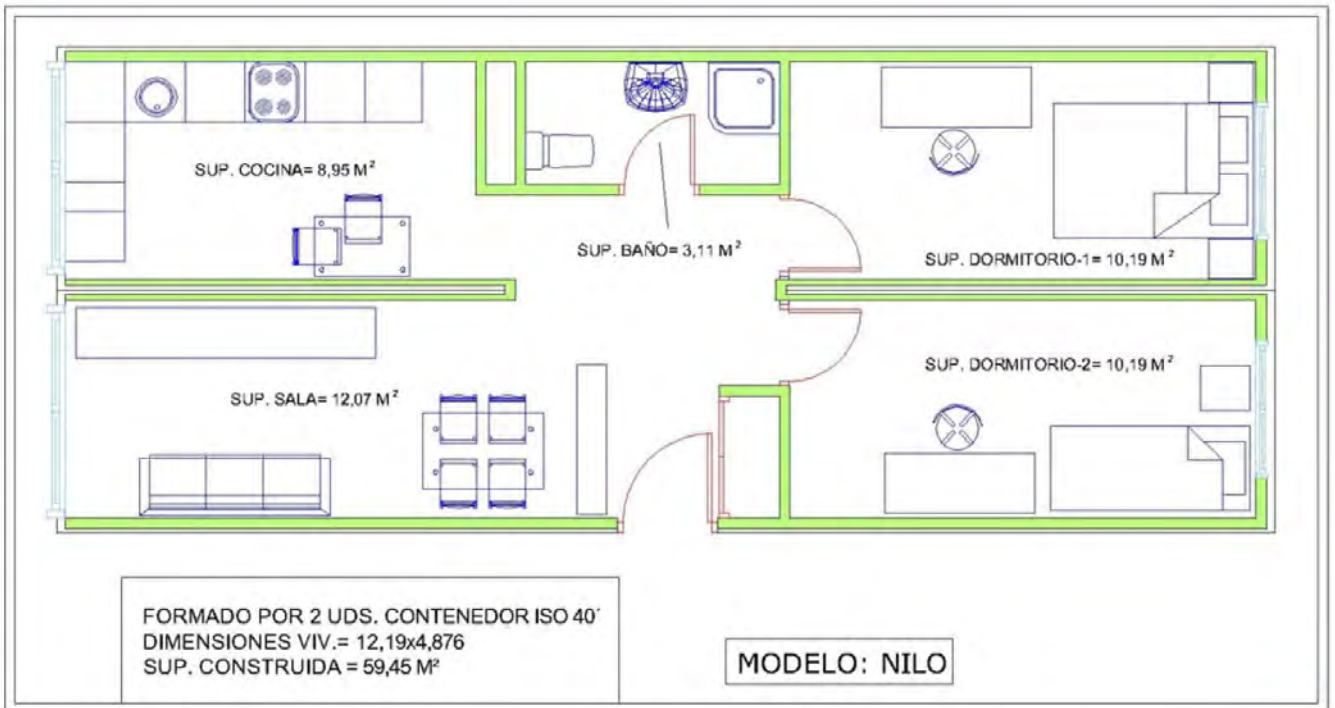 SUP. COCINA= 8,95 M²
SUP. BAÑO= 3,11 M²
SUP. DORMITORIO-1= 10,19 M²
SUP. DORMITORIO-2= 10,19 M²
SUP. SALA= 12,07 M²
FORMADO POR 2 UDS. CONTENEDOR ISO 40´
DIMENSIONES VIV.= 12,19x4,876
SUP. CONSTRUIDA = 59,45 M²
MODELO: NILO